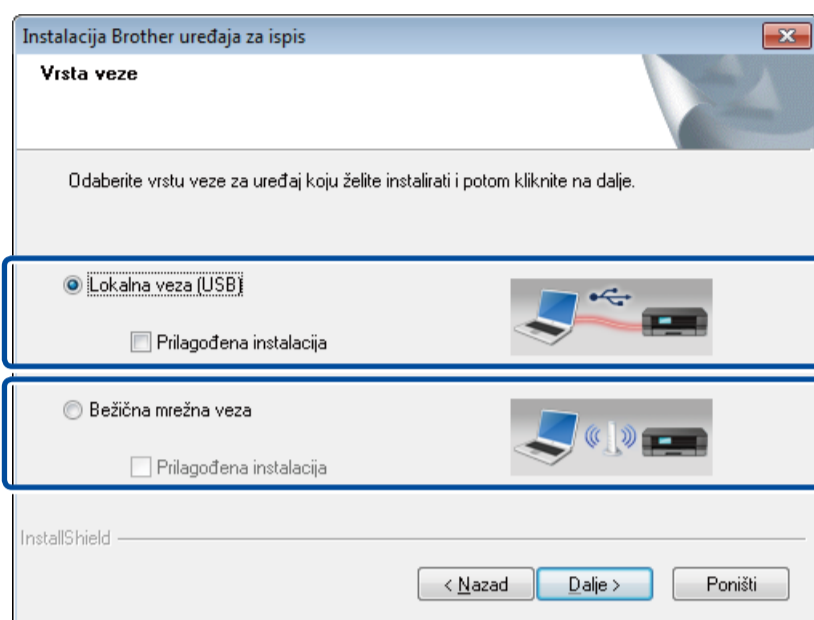 Instalacija Brother uređaja za ispis
Vrsta veze
Odaberite vrstu veze za uređaj koju želite instalirati i potom kliknite na dalje.
Lokalna veza (USB)
Prilagođena instalacija
Bežična mrežna veza
Prilagođena instalacija
InstallShield
< Nazad Dalje > Poništi